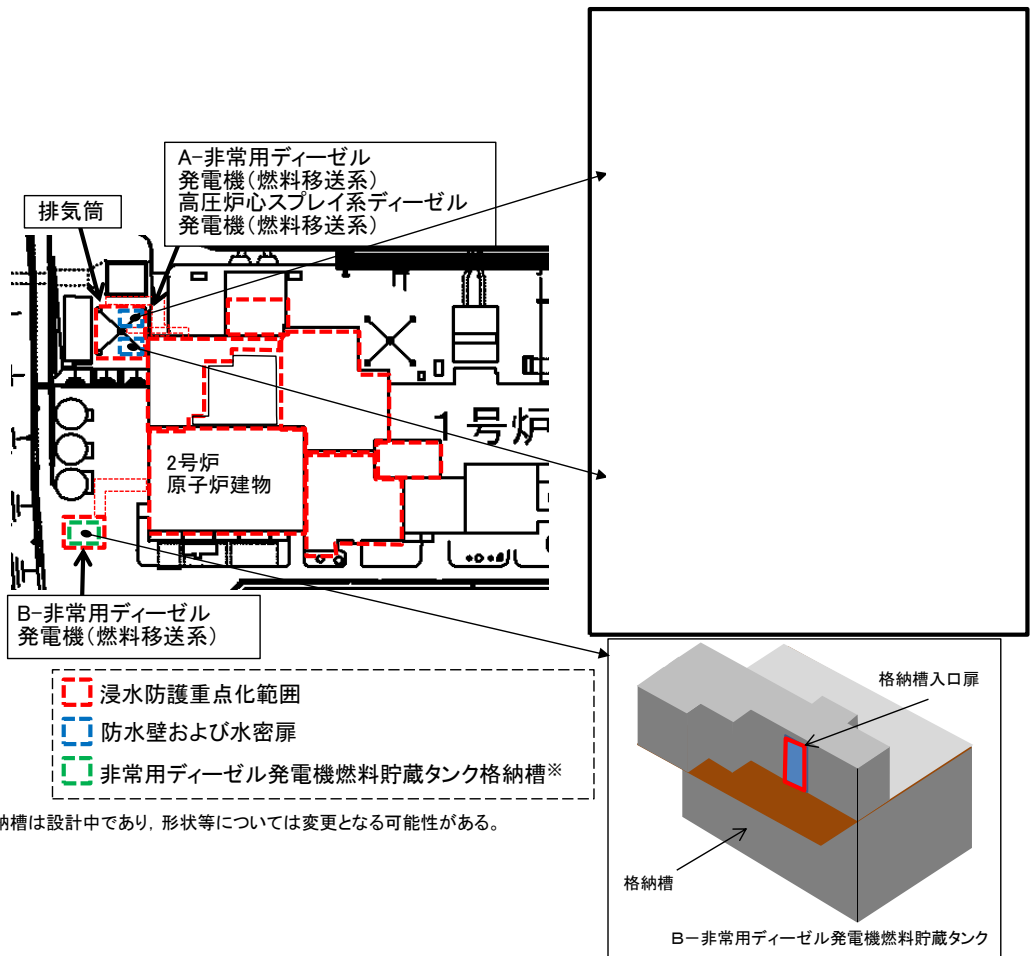 A-非常用ディーゼル
発電機(燃料移送系)
高圧炉心スプレイ系ディーゼル
発電機(燃料移送系)
排気筒
1号炉
2号炉
原子炉建物
B-非常用ディーゼル
発電機(燃料移送系)
浸水防護重点化範囲
防水壁および水密扉
非常用ディーゼル発電機燃料貯蔵タンク格納槽※
納槽は設計中であり,形状等については変更となる可能性がある。
格納槽入口扉
格納槽
B-非常用ディーゼル発電機燃料貯蔵タンク